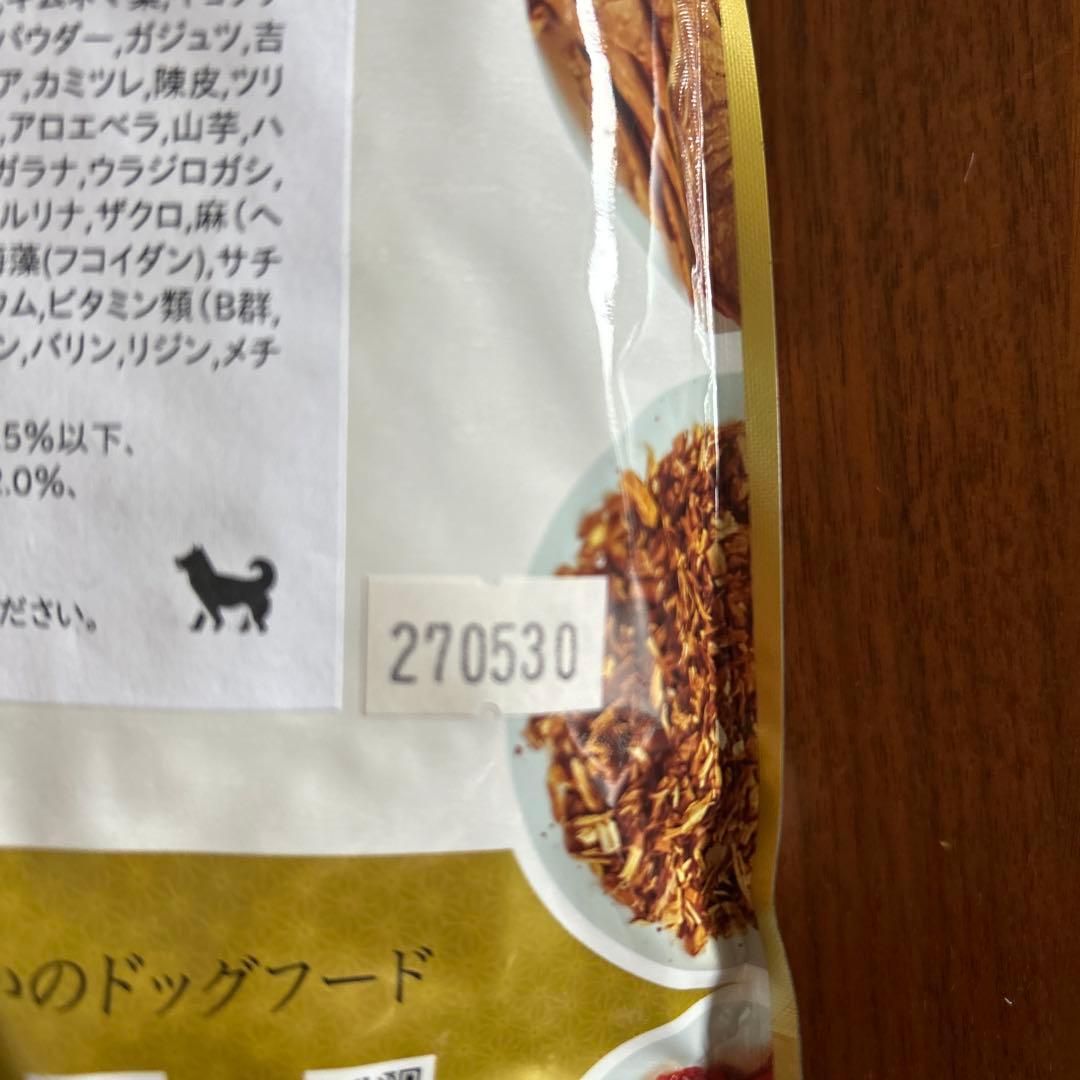 パウダー,ガジュツ,吉
ア,カミツレ,陳皮,ツリ
,アロエベラ,山芋,ハ
ガラナ,ウラジロガシ,
ルリナ,ザクロ,麻(ヘ
海藻(フコイダン),サチ
ウム,ビタミン類(B群,
ン,バリン,リジン,メチ
.5%以下、
2.0%、
ださい。
270530
いのドッグフード